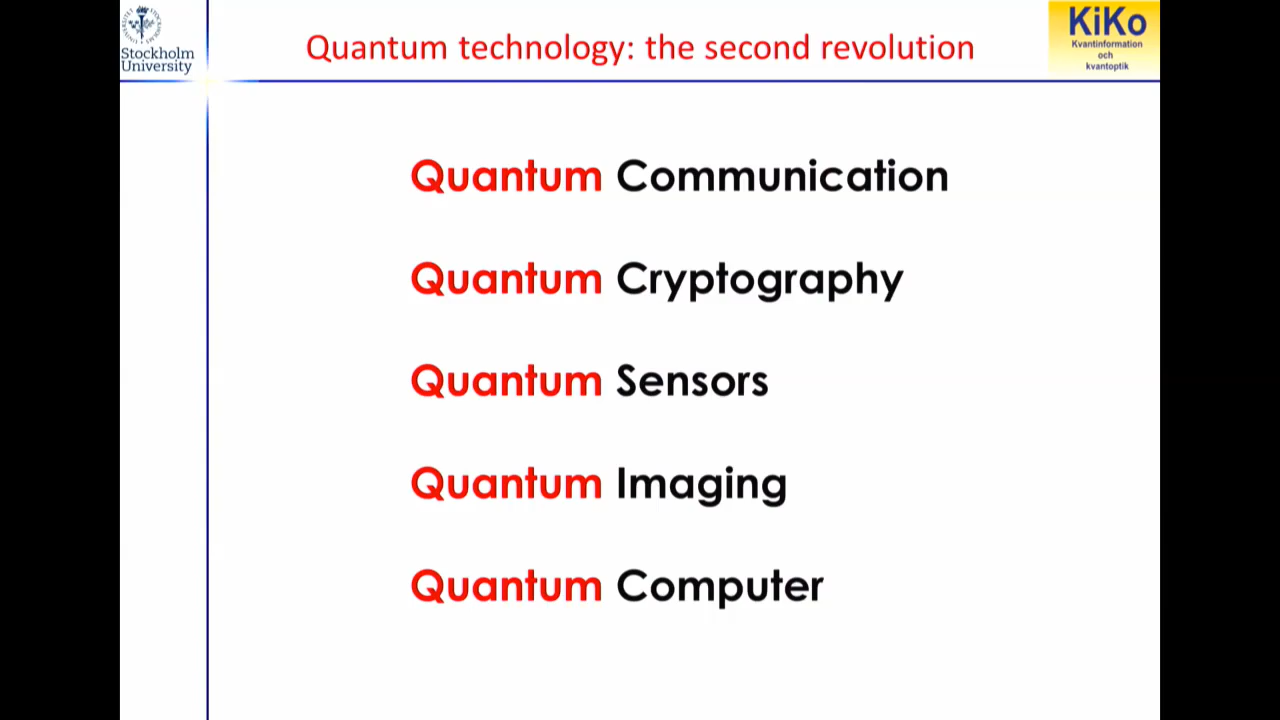 Stockholm
University
Quantum technology: the second revolution
KiKo
Kvantinformation
och
kvantoptik
Quantum Communication
Quantum Cryptography
Quantum Sensors
Quantum Imaging
Quantum Computer